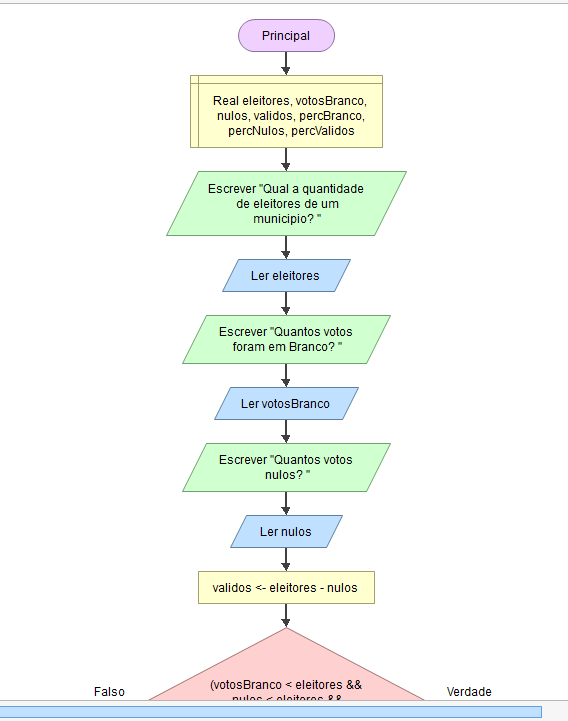 Principal
Real eleitores, votosBranco,
nulos, validos, percBranco,
percNulos, percValidos
Escrever "Qual a quantidade
de eleitores de um
municipio? "
Ler eleitores
Escrever "Quantos votos
foram em Branco? "
Ler votosBranco
Escrever "Quantos votos
nulos? "
Ler nulos
validos <- eleitores - nulos
(votosBranco < eleitores &&
nulos < eleitores &&
Falso
Verdade